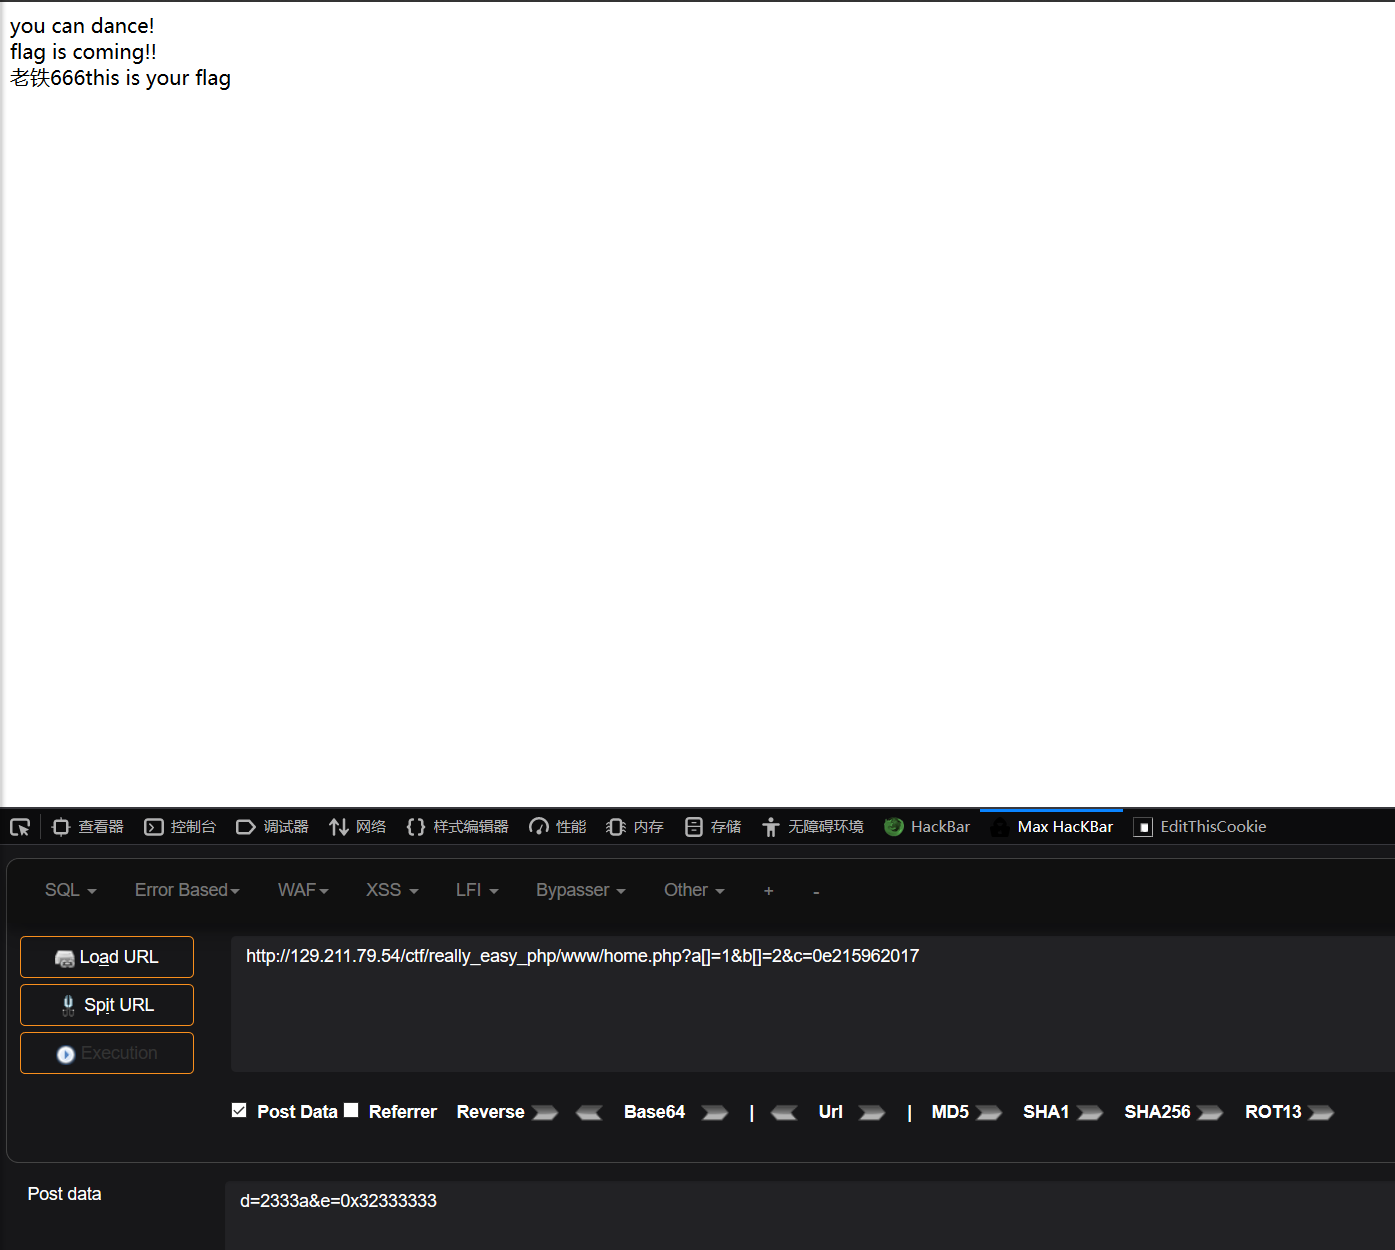 you can dance!
flag is coming!!
老铁666this is your flag
查看器 控制台 调试器 网络 {} 样式编辑器 性能 内存 存储 无障碍环境 HackBar Max HacKBar EditThisCookie
SQL Error Based WAF XSS LFI Bypasser Other + -
Load URL
http://129.211.79.54/ctf/really_easy_php/www/home.php?a[]=1&b[]=2&c=0e215962017
Spit URL
Execution
Post Data Referrer Reverse Base64 | Url | MD5 SHA1 SHA256 ROT13
Post data
d=2333a&e=0x32333333